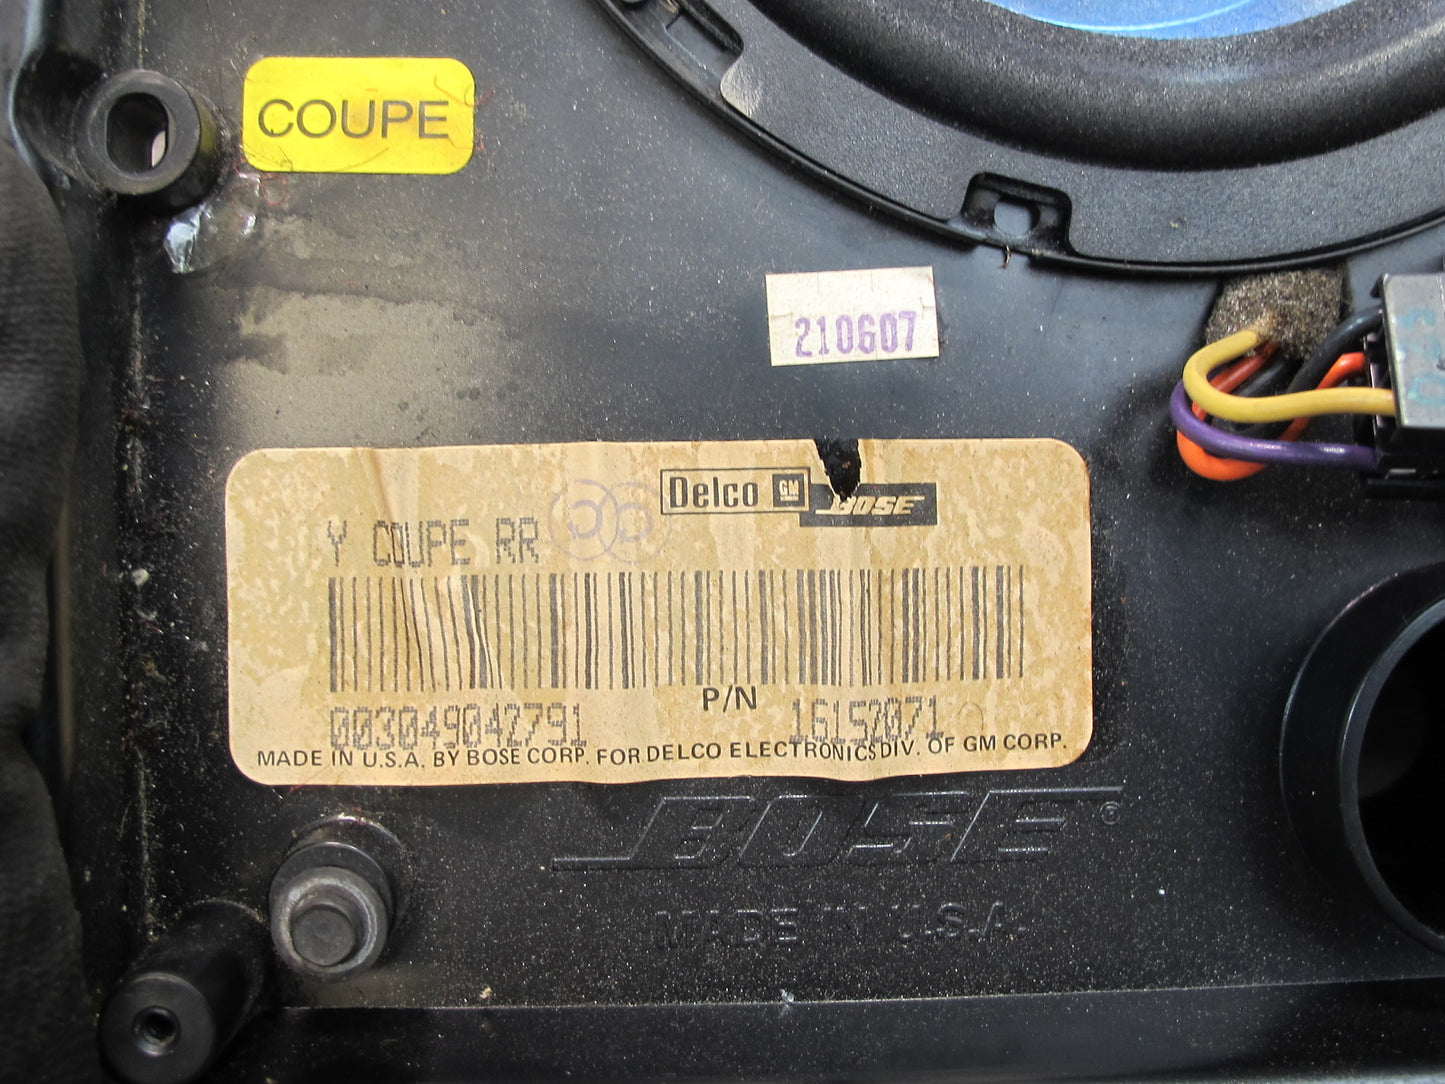 COUPE
210607
Delco GM BOSE
Y COUPE RR
P/N
003049042791 16152071
MADE IN U.S.A. BY BOSE CORP. FOR DELCO ELECTRONICS DIV. OF GM CORP.
BOSE®
MADE IN U.S.A.